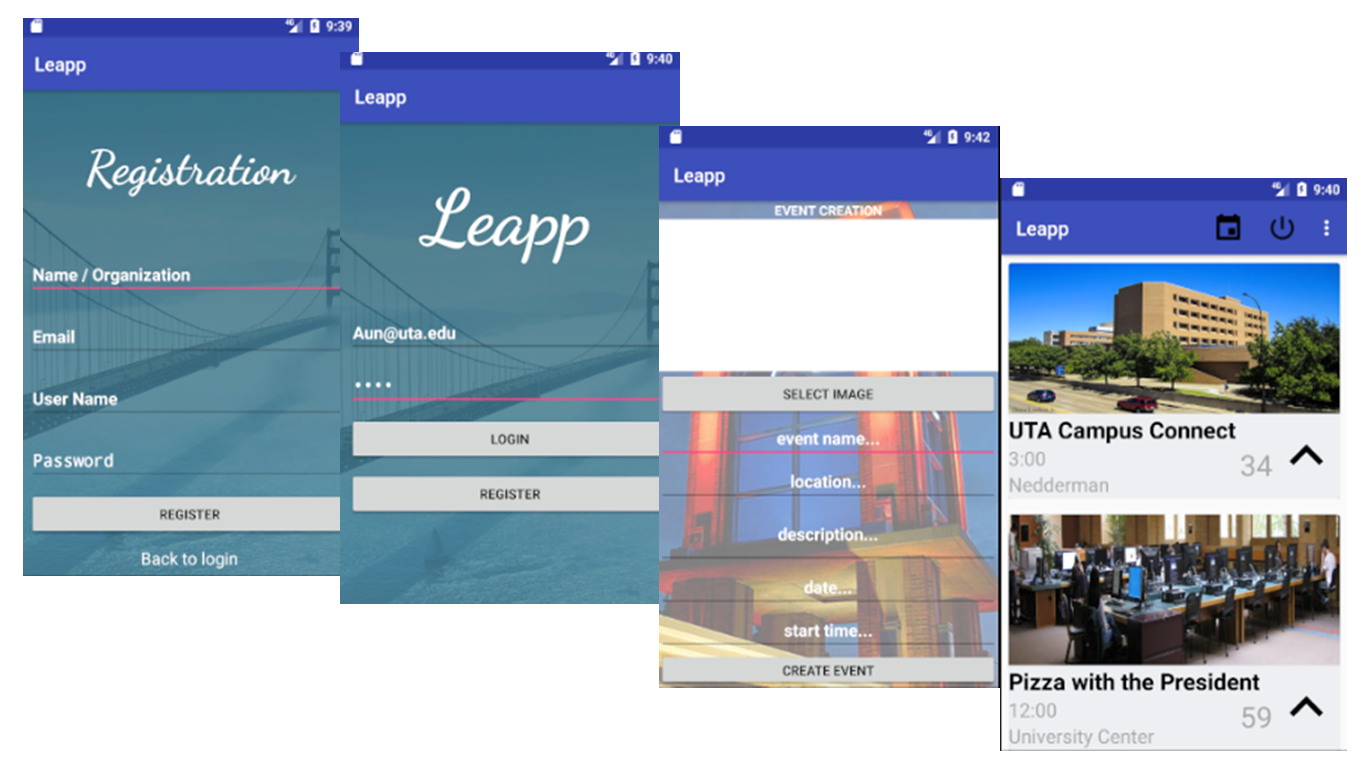 9:39
Leapp
Registration
Name / Organization
Email
User Name
Password
REGISTER
Back to login
4G 9:40
Leapp
Leapp
Aun@uta.edu
••••
LOGIN
REGISTER
4G 9:42
Leapp
EVENT CREATION
SELECT IMAGE
event name...
location...
description...
date...
start time...
CREATE EVENT
4G 9:40
Leapp
UTA Campus Connect
3:00
34
Nedderman
Pizza with the President
12:00
59
University Center